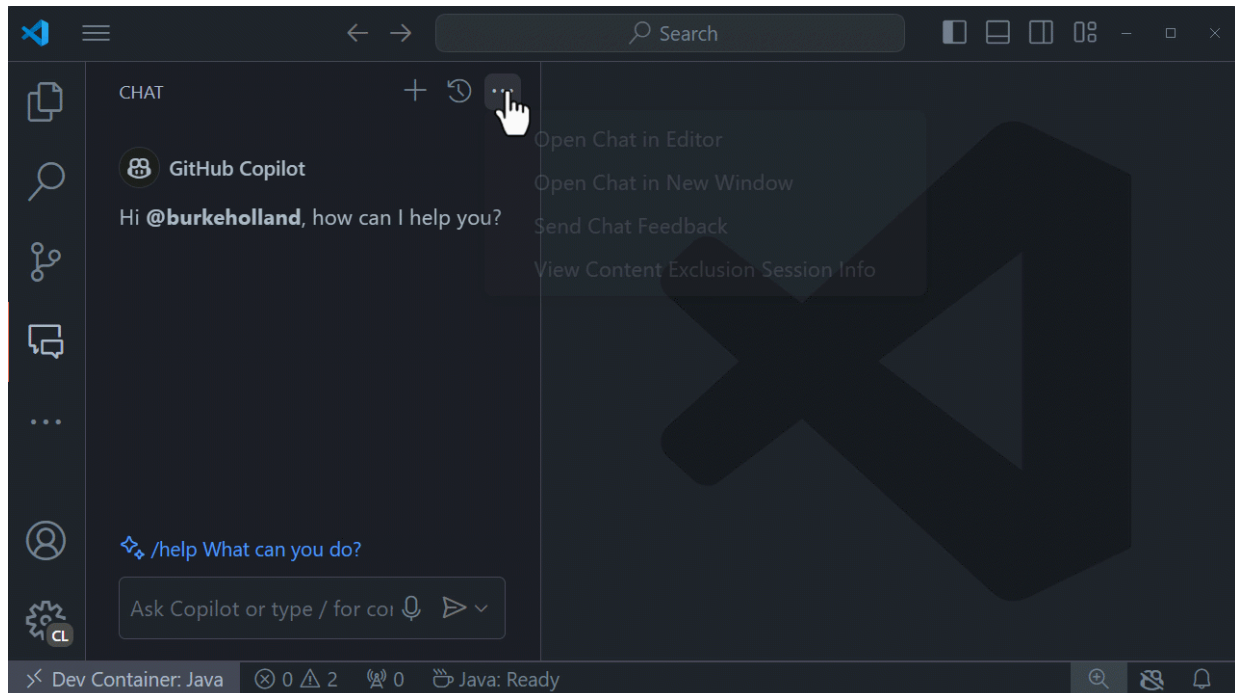 Search
CHAT
Open Chat in Editor
GitHub Copilot
Open Chat in New Window
Hi @burkeholland, how can I help you?
Send Chat Feedback
View Content Exclusion Session Info
/help What can you do?
Ask Copilot or type / for co
CL
Dev Container: Java 0 2 0 Java: Ready